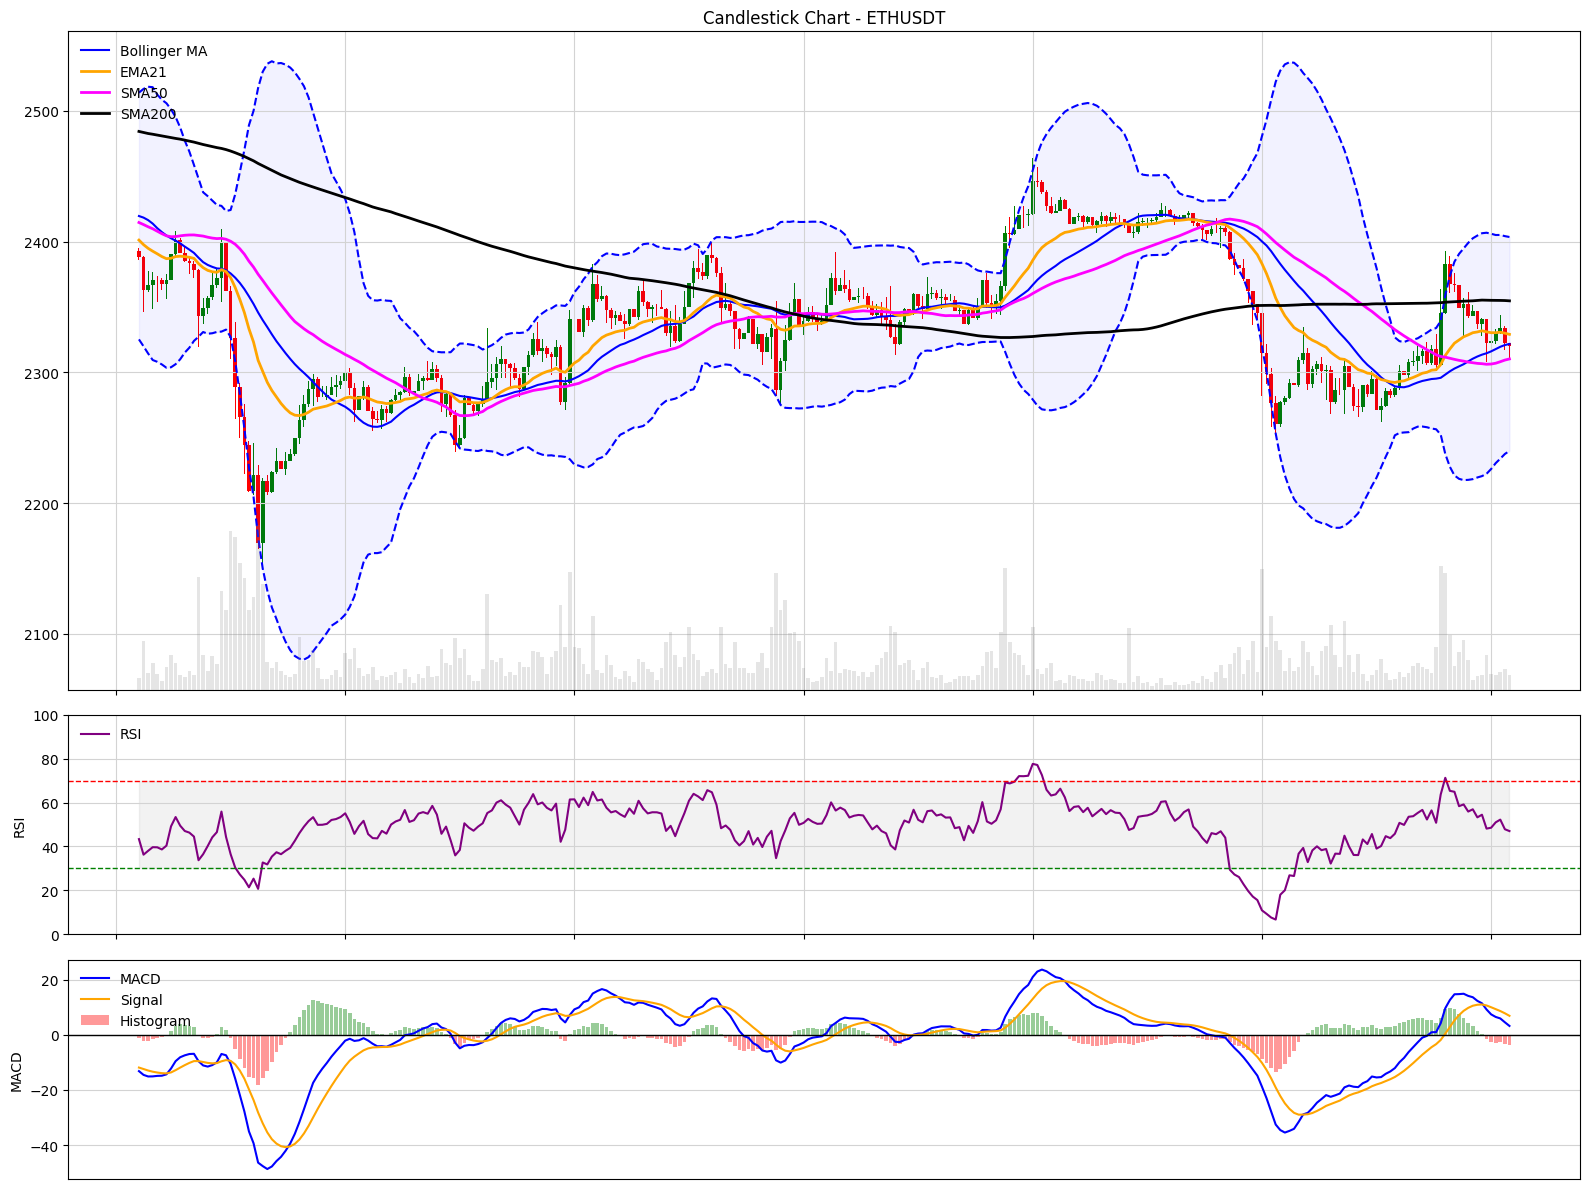 Candlestick Chart - ETHUSDT
Bollinger MA
EMA21
SMA50
SMA200
2500
2400
2300
2200
2100
100
80
60
40
20
0
RSI
RSI
20
0
−20
−40
MACD
MACD
Signal
Histogram